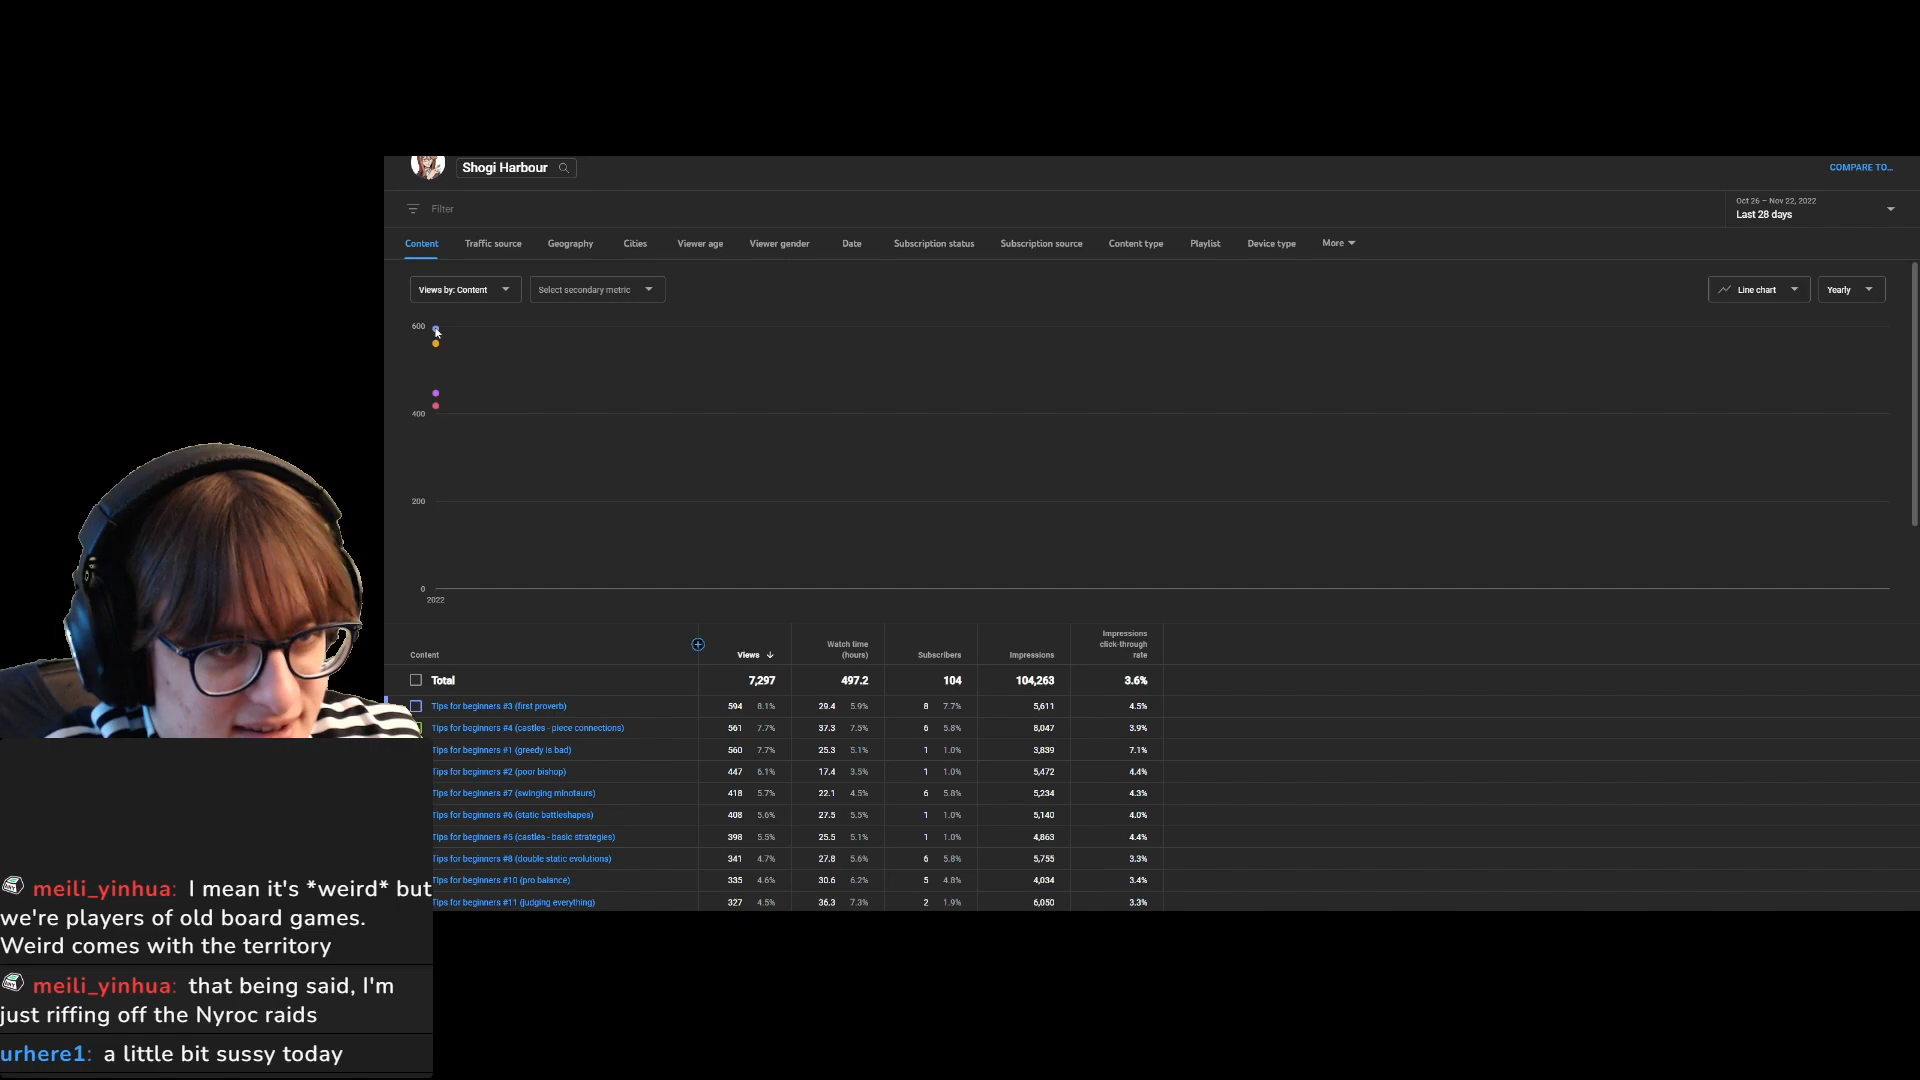 Shogi Harbour
COMPARE TO...
Filter
Oct 26 – Nov 22, 2022
Last 28 days
Content Traffic source Geography Cities Viewer age Viewer gender Date Subscription status Subscription source Content type Playlist Device type More
Views by: Content Select secondary metric Line chart Yearly
600
400
200
0
2022
Content Views Watch time (hours) Subscribers Impressions Impressions click-through rate
Total 7,297 497.2 104 104,263 3.6%
Tips for beginners #3 (first proverb) 594 8.1% 29.4 5.9% 8 7.7% 5,611 4.5%
Tips for beginners #4 (castles - piece connections) 561 7.7% 37.3 7.5% 6 5.8% 8,047 3.9%
Tips for beginners #1 (greedy is bad) 560 7.7% 25.3 5.1% 1 1.0% 3,839 7.1%
Tips for beginners #2 (poor bishop) 447 6.1% 17.4 3.5% 1 1.0% 5,472 4.4%
Tips for beginners #7 (swinging minotaurs) 418 5.7% 22.1 4.5% 6 5.8% 5,234 4.3%
Tips for beginners #6 (static battleshapes) 408 5.6% 27.5 5.5% 1 1.0% 5,140 4.0%
Tips for beginners #5 (castles - basic strategies) 398 5.5% 25.5 5.1% 1 1.0% 4,863 4.4%
Tips for beginners #8 (double static evolutions) 341 4.7% 27.8 5.6% 6 5.8% 5,755 3.3%
Tips for beginners #10 (pro balance) 335 4.6% 30.6 6.2% 5 4.8% 4,034 3.4%
Tips for beginners #11 (judging everything) 327 4.5% 36.3 7.3% 2 1.9% 6,050 3.3%
meili_yinhua: I mean it's *weird* but
we're players of old board games.
Weird comes with the territory
meili_yinhua: that being said, I'm
just riffing off the Nyroc raids
urhere1: a little bit sussy today